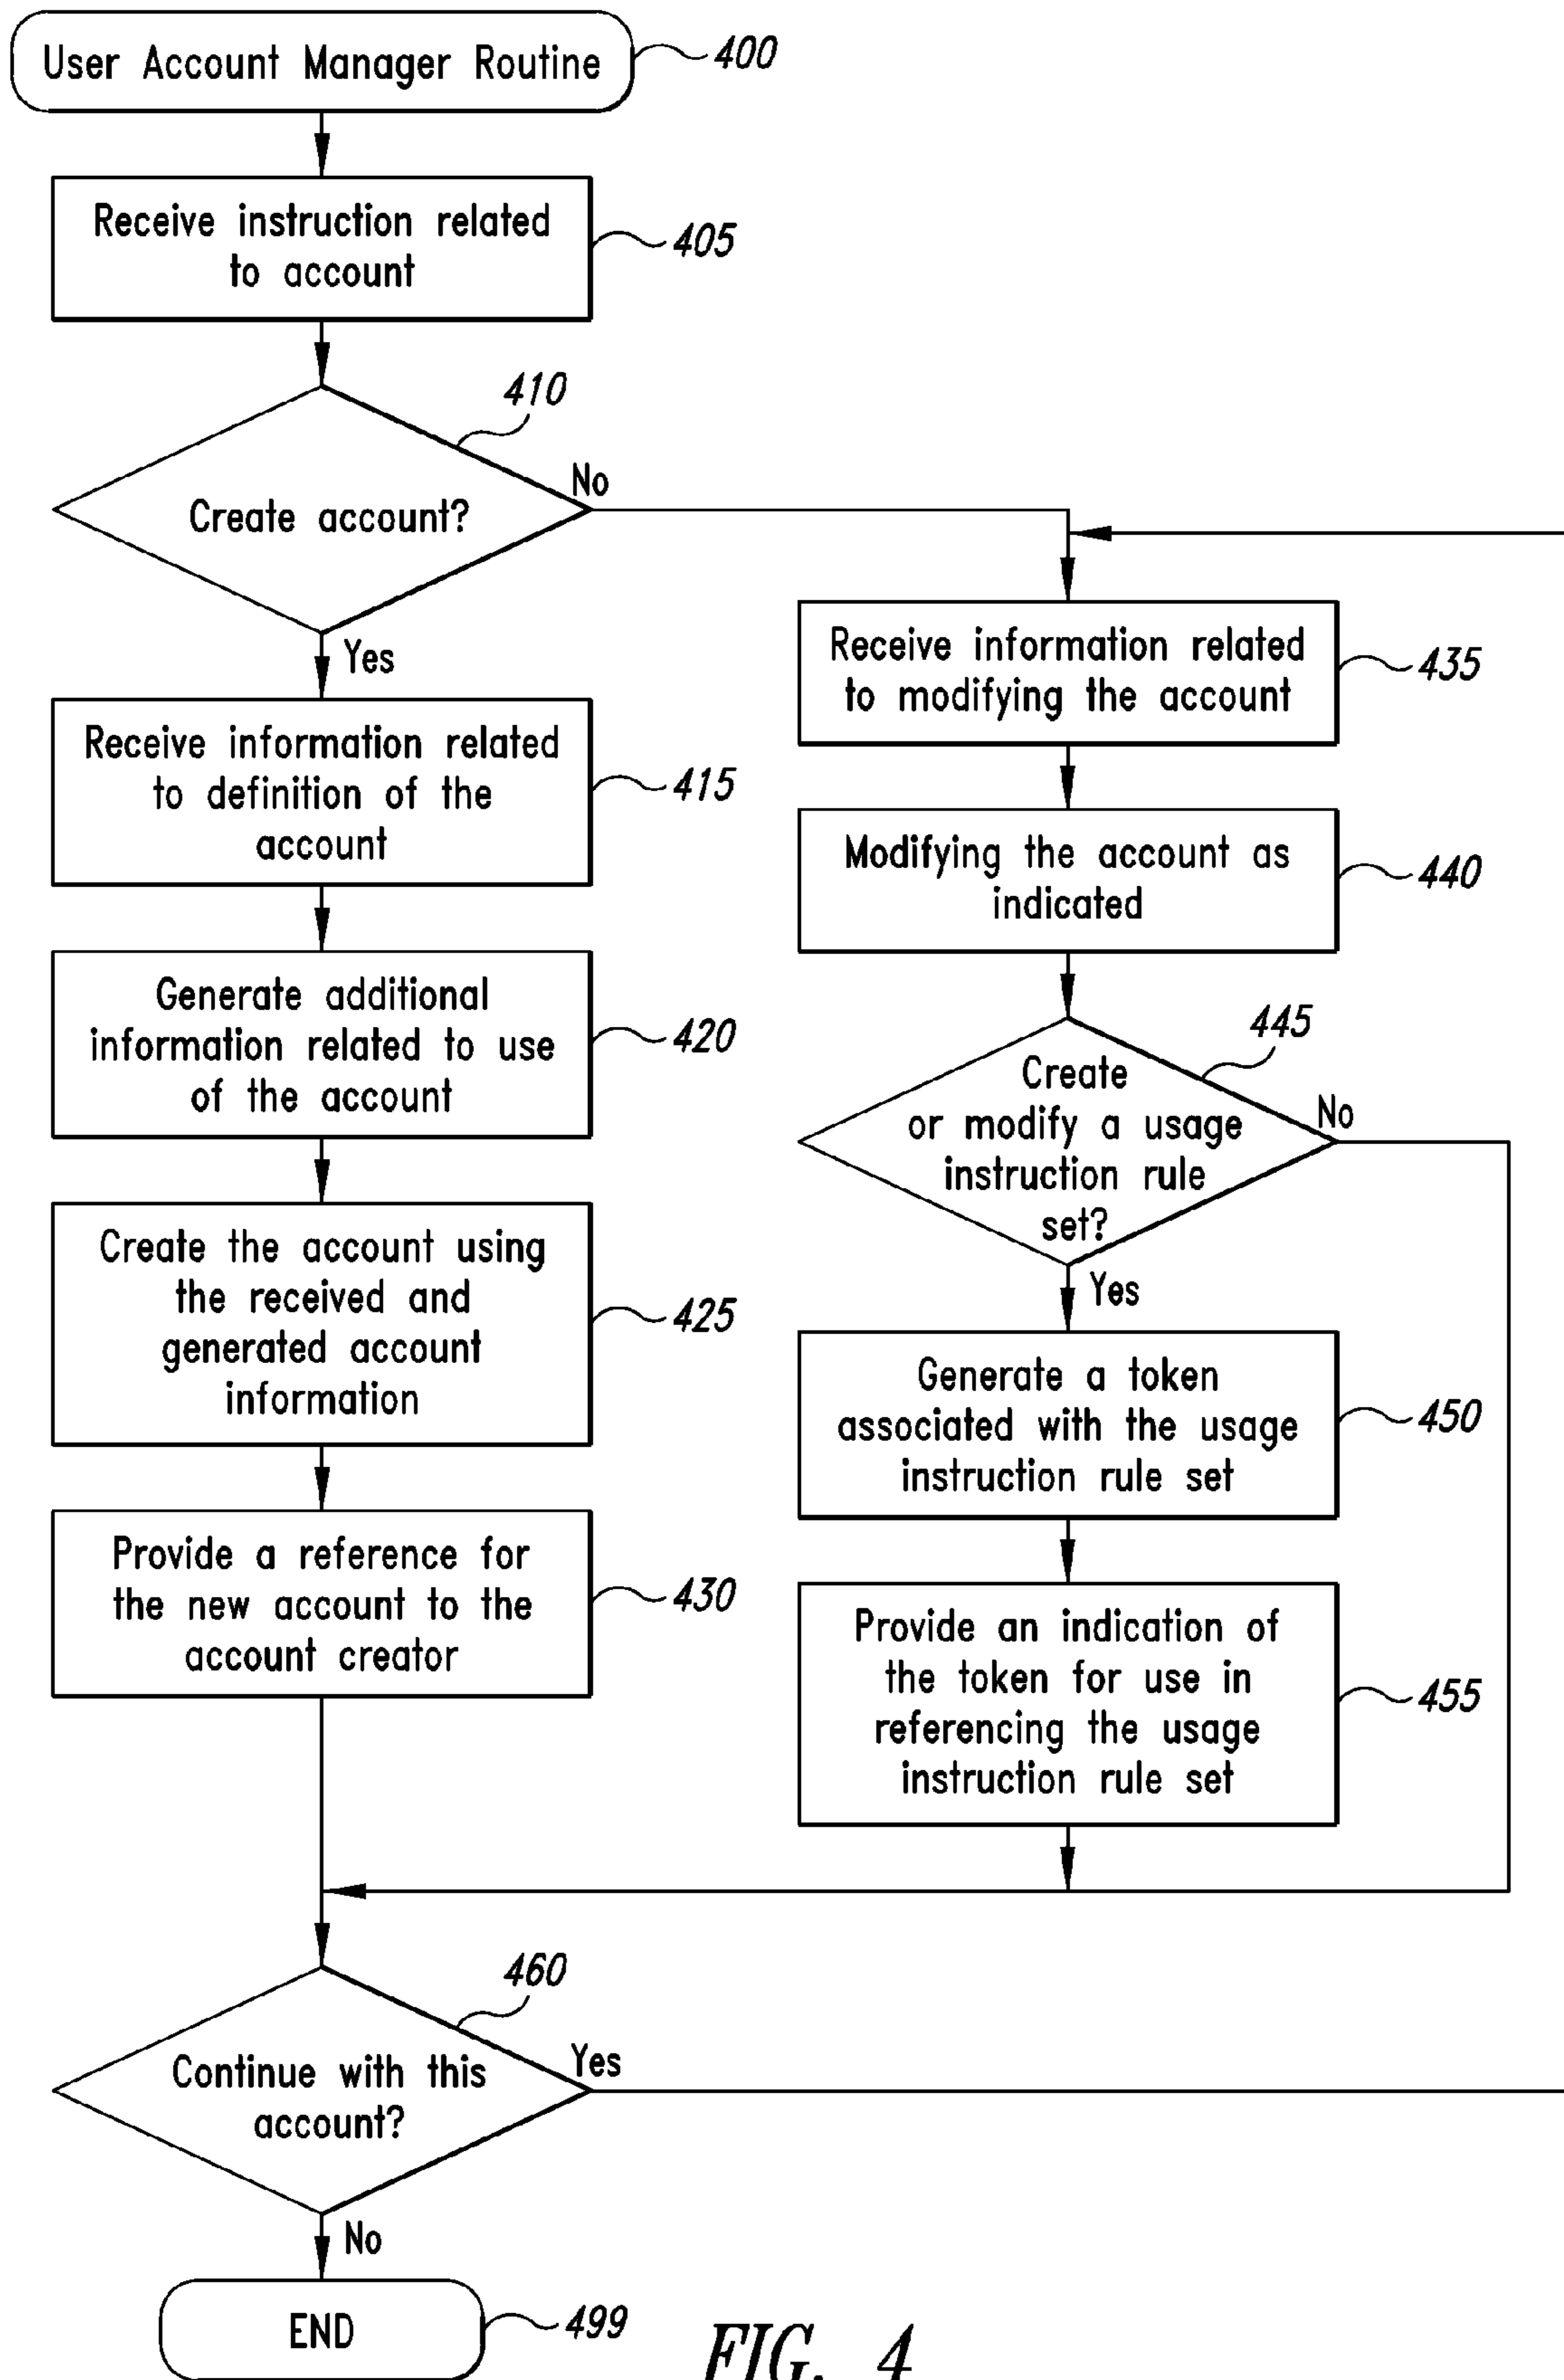 User Account Manager Routine
400
Receive instruction related
to account
405
410
Create account?
No
Yes
Receive information related
to definition of the
account
415
Generate additional
information related to use
of the account
420
Create the account using
the received and
generated account
information
425
Provide a reference for
the new account to the
account creator
430
Receive information related
to modifying the account
435
Modifying the account as
indicated
440
445
Create
or modify a usage
instruction rule
set?
No
Yes
Generate a token
associated with the usage
instruction rule set
450
Provide an indication of
the token for use in
referencing the usage
instruction rule set
455
460
Continue with this
account?
Yes
No
END
499
FIG. 4